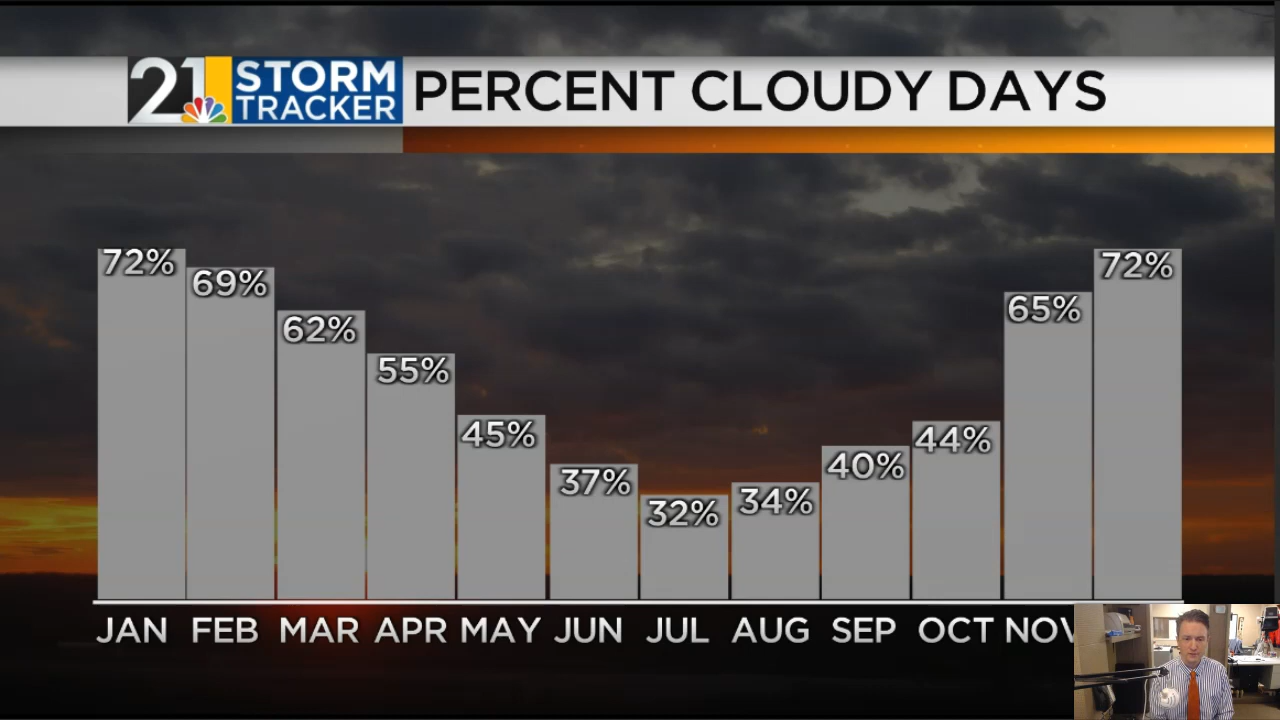 21 STORM TRACKER PERCENT CLOUDY DAYS
72% 69% 62% 55% 45% 37% 32% 34% 40% 44% 65% 72%
JAN FEB MAR APR MAY JUN JUL AUG SEP OCT NOV